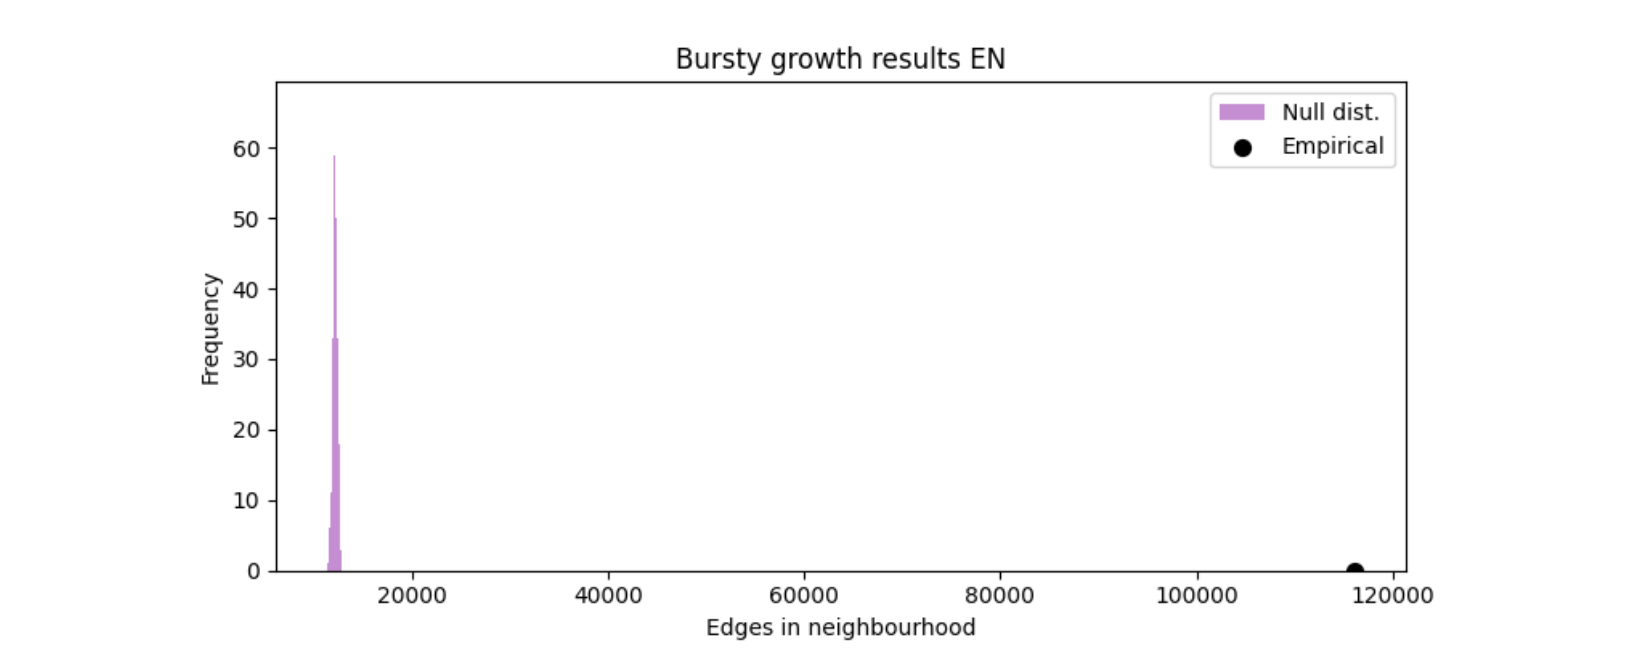 Bursty growth results EN
Null dist.
Empirical
60
50
40
30
20
10
0
Frequency
20000 40000 60000 80000 100000 120000
Edges in neighbourhood